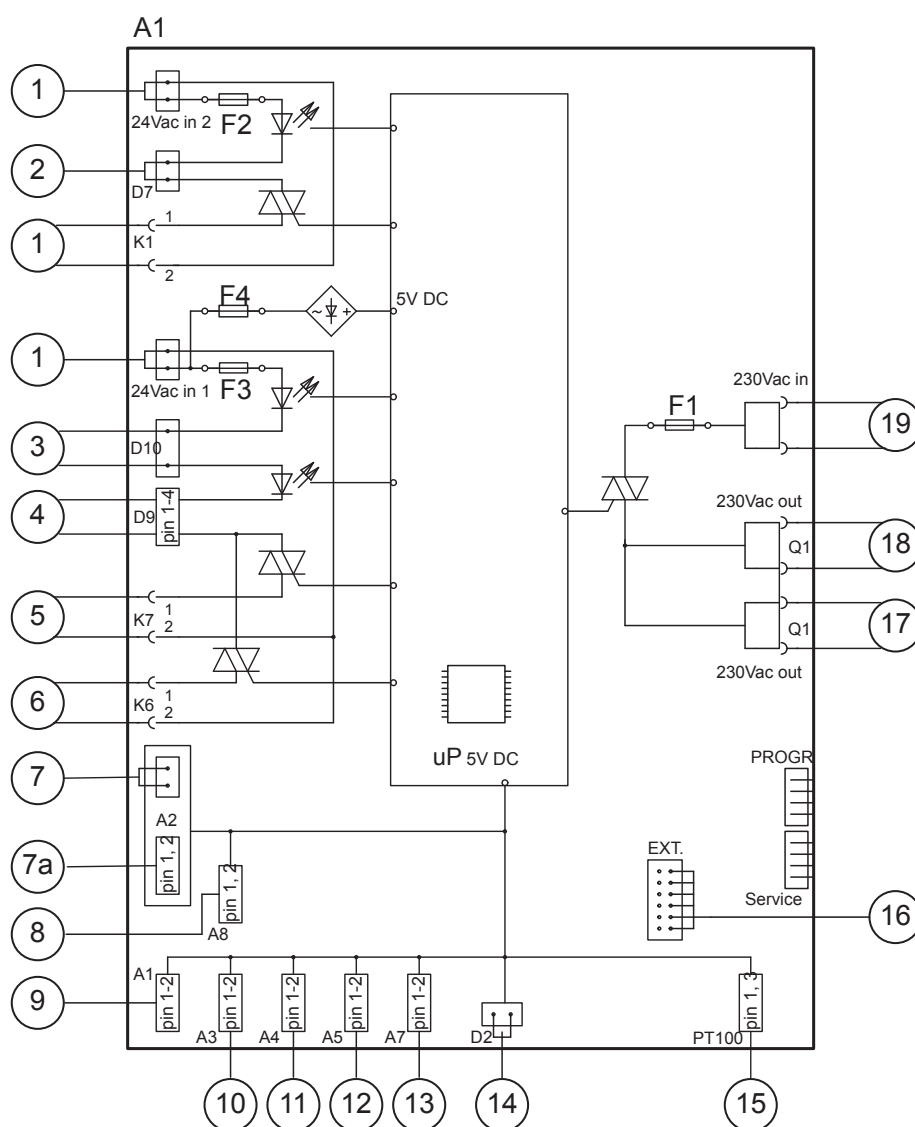 A1
1
24Vac in 2
F2
2
D7
1
1
K1
2
F4
5V DC
1
24Vac in 1
F3
230Vac in
F1
19
3
D10
4
D9
pin 1-4
230Vac out
Q1
18
5
K7
1
2
Q1
17
230Vac out
6
K6
1
2
uP 5V DC
7
PROGR
A2
7a
pin 1, 2
8
pin 1, 2
A8
EXT.
Service
16
A1
9
pin 1-2
pin 1-2
A3
pin 1-2
A4
pin 1-2
A5
pin 1-2
A7
D2
pin 1, 3
PT100
10
11
12
13
14
15